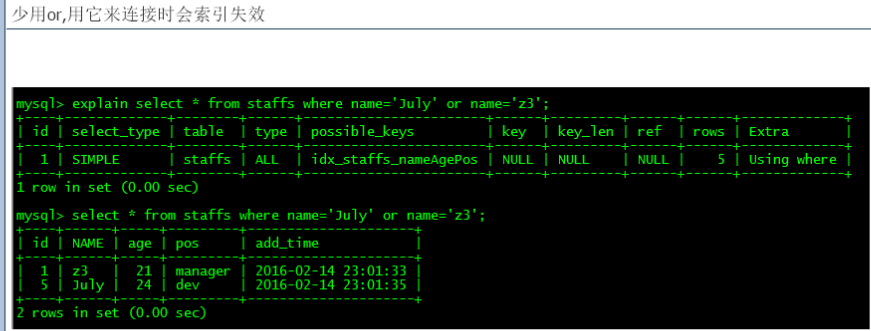 少用or,用它来连接时会索引失效
mysql> explain select * from staffs where name='July' or name='z3';
+----+-------------+--------+------+-----------------------+------+---------+------+------+-------------+
| id | select_type | table | type | possible_keys | key | key_len | ref | rows | Extra |
+----+-------------+--------+------+-----------------------+------+---------+------+------+-------------+
| 1 | SIMPLE | staffs | ALL | idx_staffs_nameAgePos | NULL | NULL | NULL | 5 | Using where |
+----+-------------+--------+------+-----------------------+------+---------+------+------+-------------+
1 row in set (0.00 sec)
mysql> select * from staffs where name='July' or name='z3';
+----+------+-----+---------+---------------------+
| id | NAME | age | pos | add_time |
+----+------+-----+---------+---------------------+
| 1 | z3 | 21 | manager | 2016-02-14 23:01:33 |
| 5 | July | 24 | dev | 2016-02-14 23:01:35 |
+----+------+-----+---------+---------------------+
2 rows in set (0.00 sec)